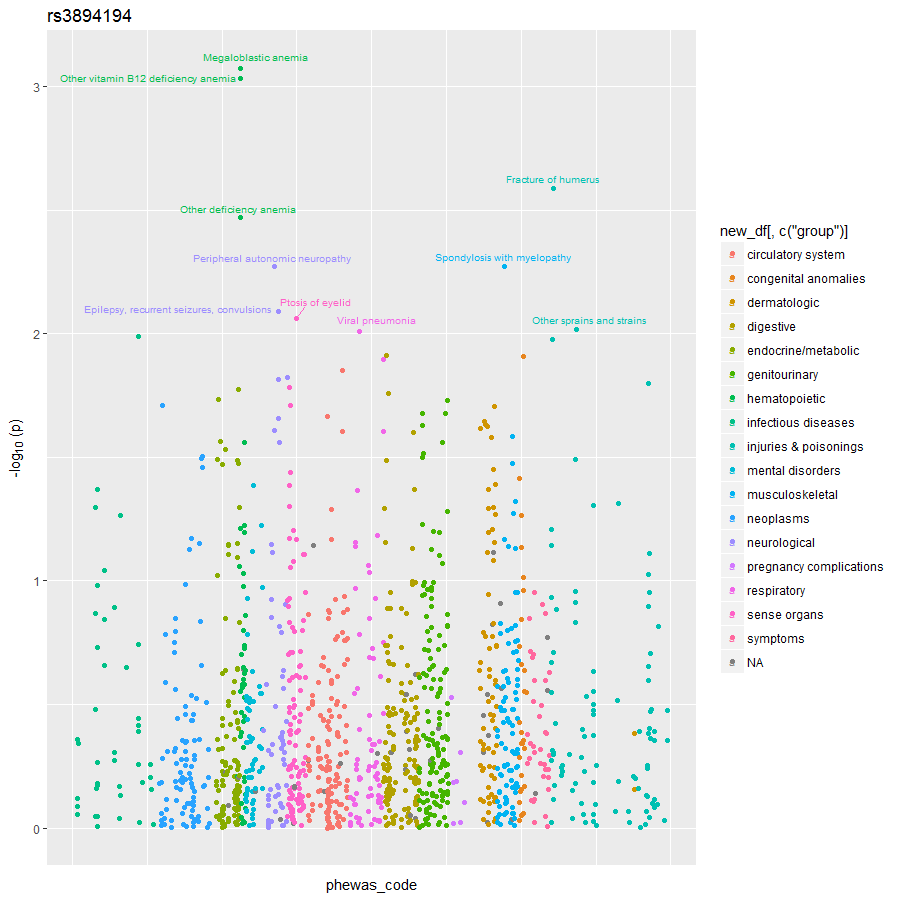 rs3894194
Megaloblastic anemia
Other vitamin B12 deficiency anemia
3
Fracture of humerus
Other deficiency anemia
Peripheral autonomic neuropathy
Spondylosis with myelopathy
Epilepsy, recurrent seizures, convulsions
Ptosis of eyelid
Viral pneumonia
Other sprains and strains
2
1
0
-log10 (p)
phewas_code
new_df[, c("group")]
circulatory system
congenital anomalies
dermatologic
digestive
endocrine/metabolic
genitourinary
hematopoietic
infectious diseases
injuries & poisonings
mental disorders
musculoskeletal
neoplasms
neurological
pregnancy complications
respiratory
sense organs
symptoms
NA